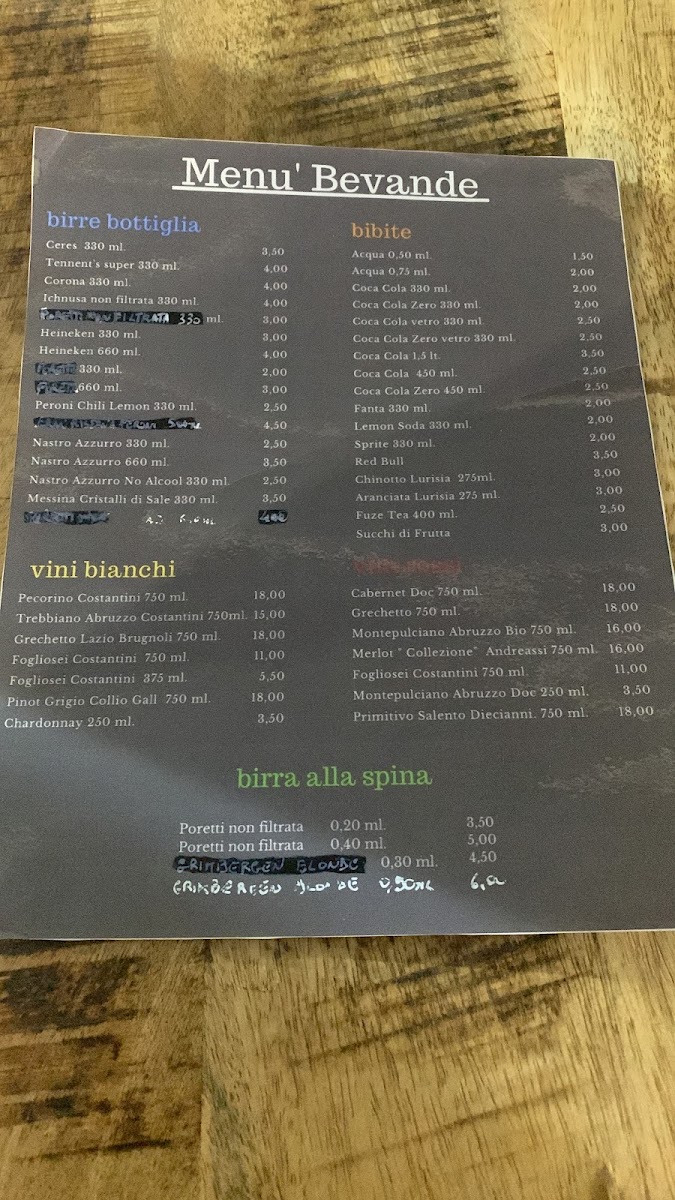 Menu' Bevande
birre bottiglia
Ceres 330 ml. 3,50
Tennent's super 330 ml. 4,00
Corona 330 ml. 4,00
Ichnusa non filtrata 330 ml. 4,00
PORETTI NON FILTRATA 330 ml. 3,00
Heineken 330 ml. 3,00
Heineken 660 ml. 4,00
330 ml. 2,00
660 ml. 3,00
Peroni Chili Lemon 330 ml. 2,50
4,50
Nastro Azzurro 330 ml. 2,50
Nastro Azzurro 660 ml. 3,50
Nastro Azzurro No Alcool 330 ml. 2,50
Messina Cristalli di Sale 330 ml. 3,50
bibite
Acqua 0,50 ml. 1,50
Acqua 0,75 ml. 2,00
Coca Cola 330 ml. 2,00
Coca Cola Zero 330 ml. 2,00
Coca Cola vetro 330 ml. 2,50
Coca Cola Zero vetro 330 ml. 2,50
Coca Cola 1,5 lt. 3,50
Coca Cola 450 ml. 2,50
Coca Cola Zero 450 ml. 2,50
Fanta 330 ml. 2,00
Lemon Soda 330 ml. 2,00
Sprite 330 ml. 2,00
Red Bull 3,50
Chinotto Lurisia 275ml. 3,00
Aranciata Lurisia 275 ml. 3,00
Fuze Tea 400 ml. 2,50
Succhi di Frutta 3,00
vini bianchi
Pecorino Costantini 750 ml. 18,00
Trebbiano Abruzzo Costantini 750ml. 15,00
Grechetto Lazio Brugnoli 750 ml. 18,00
Fogliosei Costantini 750 ml. 11,00
Fogliosei Costantini 375 ml. 5,50
Pinot Grigio Collio Gall 750 ml. 18,00
Chardonnay 250 ml. 3,50
vini rossi
Cabernet Doc 750 ml. 18,00
Grechetto 750 ml. 18,00
Montepulciano Abruzzo Bio 750 ml. 16,00
Merlot " Collezione" Andreassi 750 ml. 16,00
Fogliosei Costantini 750 ml. 11,00
Montepulciano Abruzzo Doc 250 ml. 3,50
Primitivo Salento Diecianni. 750 ml. 18,00
birra alla spina
Poretti non filtrata 0,20 ml. 3,50
Poretti non filtrata 0,40 ml. 5,00
GRIMBERGEN BLONDE 0,30 ml. 4,50
GRIMBERGEN BLONDE 0,50ML 6,00